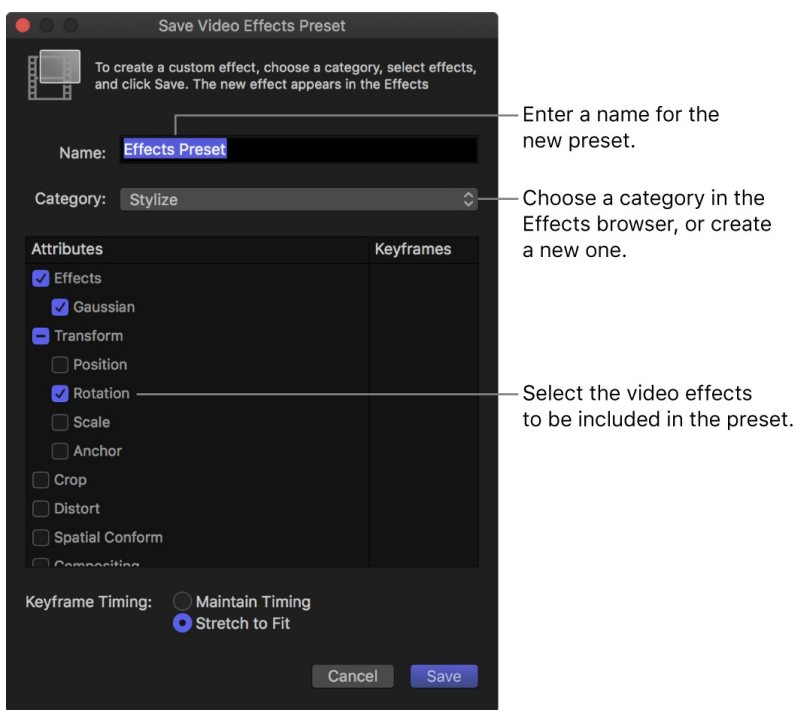 Save Video Effects Preset
To create a custom effect, choose a category, select effects,
and click Save. The new effect appears in the Effects
Enter a name for the
new preset.
Name: Effects Preset
Category: Stylize
Choose a category in the
Effects browser, or create
a new one.
Attributes Keyframes
Effects
Gaussian
Transform
Position
Rotation
Select the video effects
to be included in the preset.
Scale
Anchor
Crop
Distort
Spatial Conform
Compositing
Keyframe Timing: Maintain Timing
Stretch to Fit
Cancel Save